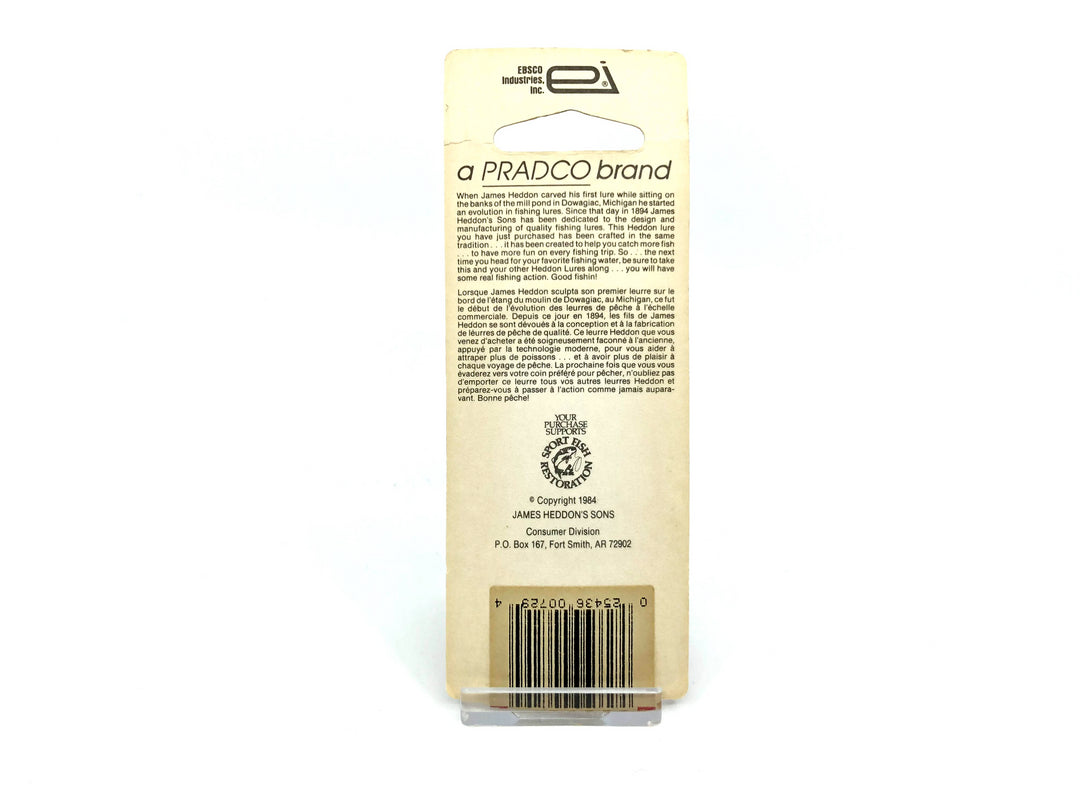 EBSCO
Industries,
Inc.
ei®
a PRADCO brand
When James Heddon carved his first lure while sitting on
the banks of the mill pond in Dowagiac, Michigan he started
an evolution in fishing lures. Since that day in 1894 James
Heddon's Sons has been dedicated to the design and
manufacturing of quality fishing lures. This Heddon lure
you have just purchased has been crafted in the same
tradition . . . it has been created to help you catch more fish
. . . to have more fun on every fishing trip. So . . . the next
time you head for your favorite fishing water, be sure to take
this and your other Heddon Lures along . . . you will have
some real fishing action. Good fishin!
Lorsque James Heddon sculpta son premier leurre sur le
bord de l'étang du moulin de Dowagiac, au Michigan, ce fut
le début de l'évolution des leurres de pêche à l'échelle
commerciale. Depuis ce jour en 1894, les fils de James
Heddon se sont dévoués à la conception et à la fabrication
de léurres de pêche de qualité. Ce leurre Heddon que vous
venez d'acheter a été soigneusement faconné à l'ancienne,
appuyé par la technologie moderne, pour vous aider à
attraper plus de poissons . . . et à avoir plus de plaisir à
chaque voyage de pêche. La prochaine fois que vous vous
évaderez vers votre coin préféré pour pêcher, n'oubliez pas
d'emporter ce leurre tous vos autres leurres Heddon et
préparez-vous à passer à l'action comme jamais aupara-
vant. Bonne pêche!
YOUR
PURCHASE
SUPPORTS
SPORT FISH
RESTORATION
© Copyright 1984
JAMES HEDDON'S SONS
Consumer Division
P.O. Box 167, Fort Smith, AR 72902
0 25436 00729 4